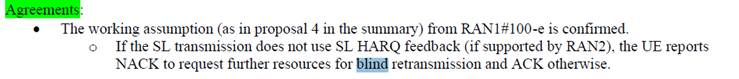 Agreements:
• The working assumption (as in proposal 4 in the summary) from RAN1#100-e is confirmed.
o If the SL transmission does not use SL HARQ feedback (if supported by RAN2), the UE reports
NACK to request further resources for blind retransmission and ACK otherwise.